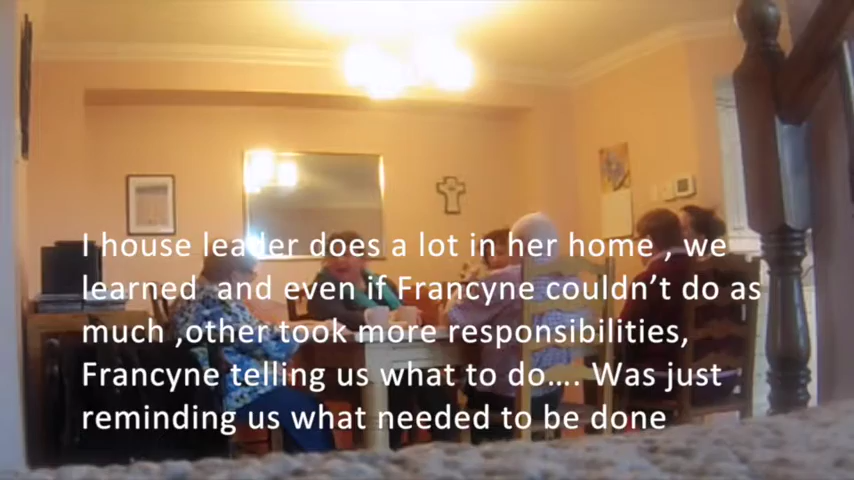 I house leader does a lot in her home , we
learned  and even if Francyne couldn't do as
much ,other took more responsibilities,
Francyne telling us what to do…. Was just
reminding us what needed to be done